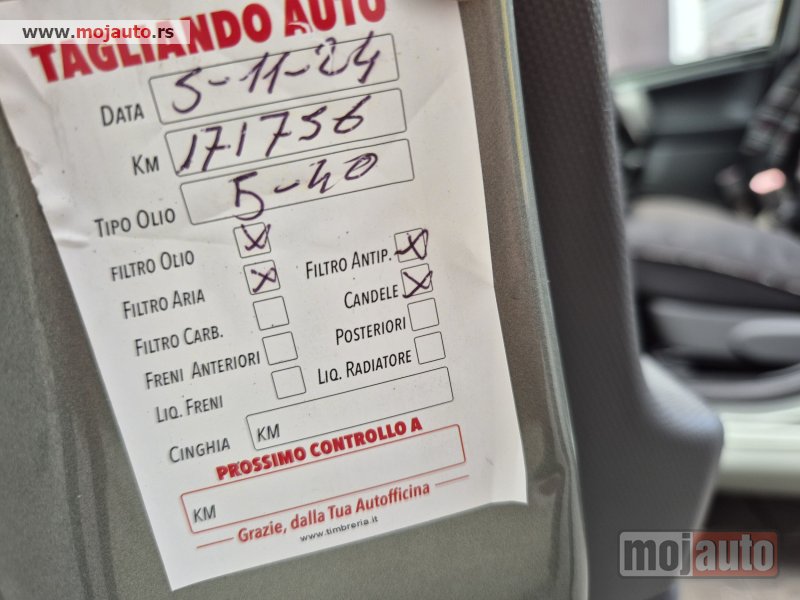 www.mojauto.rs
TAGLIANDO AUTO
DATA 5-11-24
KM 171756
TIPO OLIO 5-40
FILTRO OLIO
FILTRO ANTIP.
FILTRO ARIA
CANDELE
FILTRO CARB.
POSTERIORI
FRENI ANTERIORI
LIQ. RADIATORE
LIQ. FRENI
CINGHIA KM
PROSSIMO CONTROLLO A
KM
Grazie, dalla Tua Autofficina
www.timbreria.it
mojauto